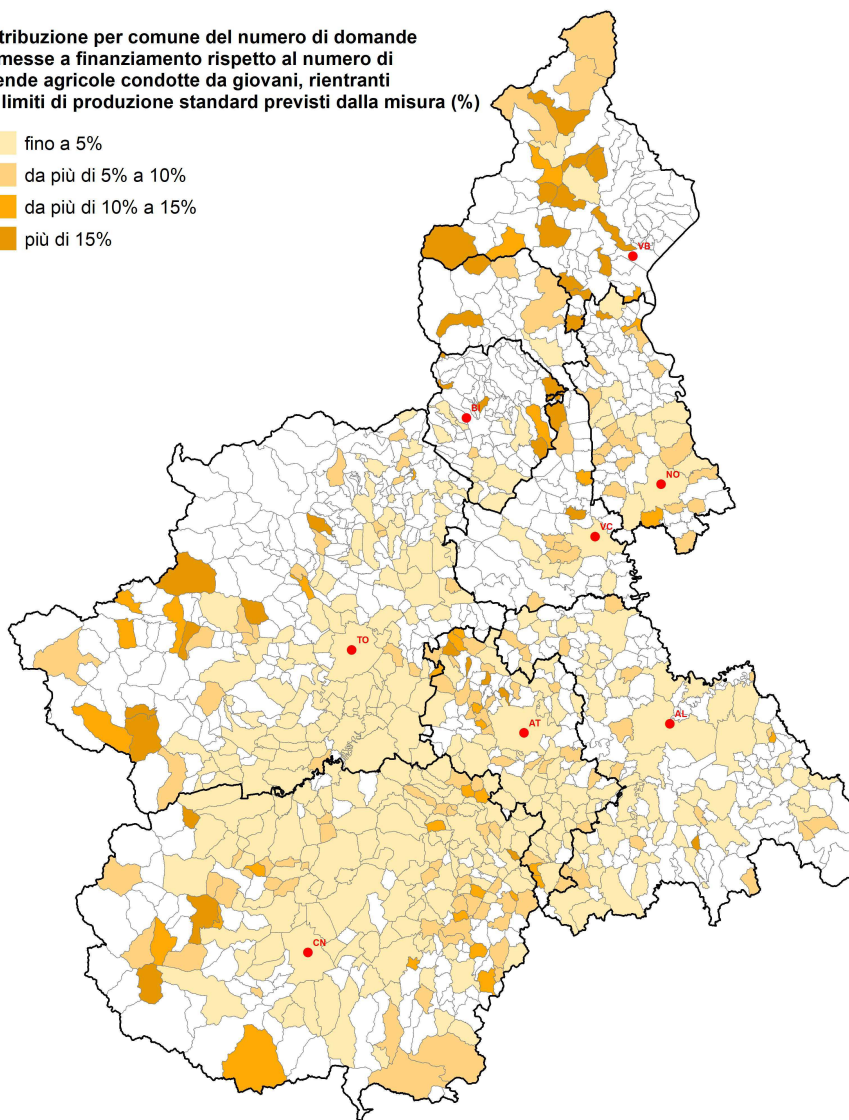 tribuzione per comune del numero di domande
messe a finanziamento rispetto al numero di
ende agricole condotte da giovani, rientranti
limiti di produzione standard previsti dalla misura (%)
fino a 5%
da più di 5% a 10%
da più di 10% a 15%
più di 15%
VB
BI
NO
VC
TO
AL
AT
CN